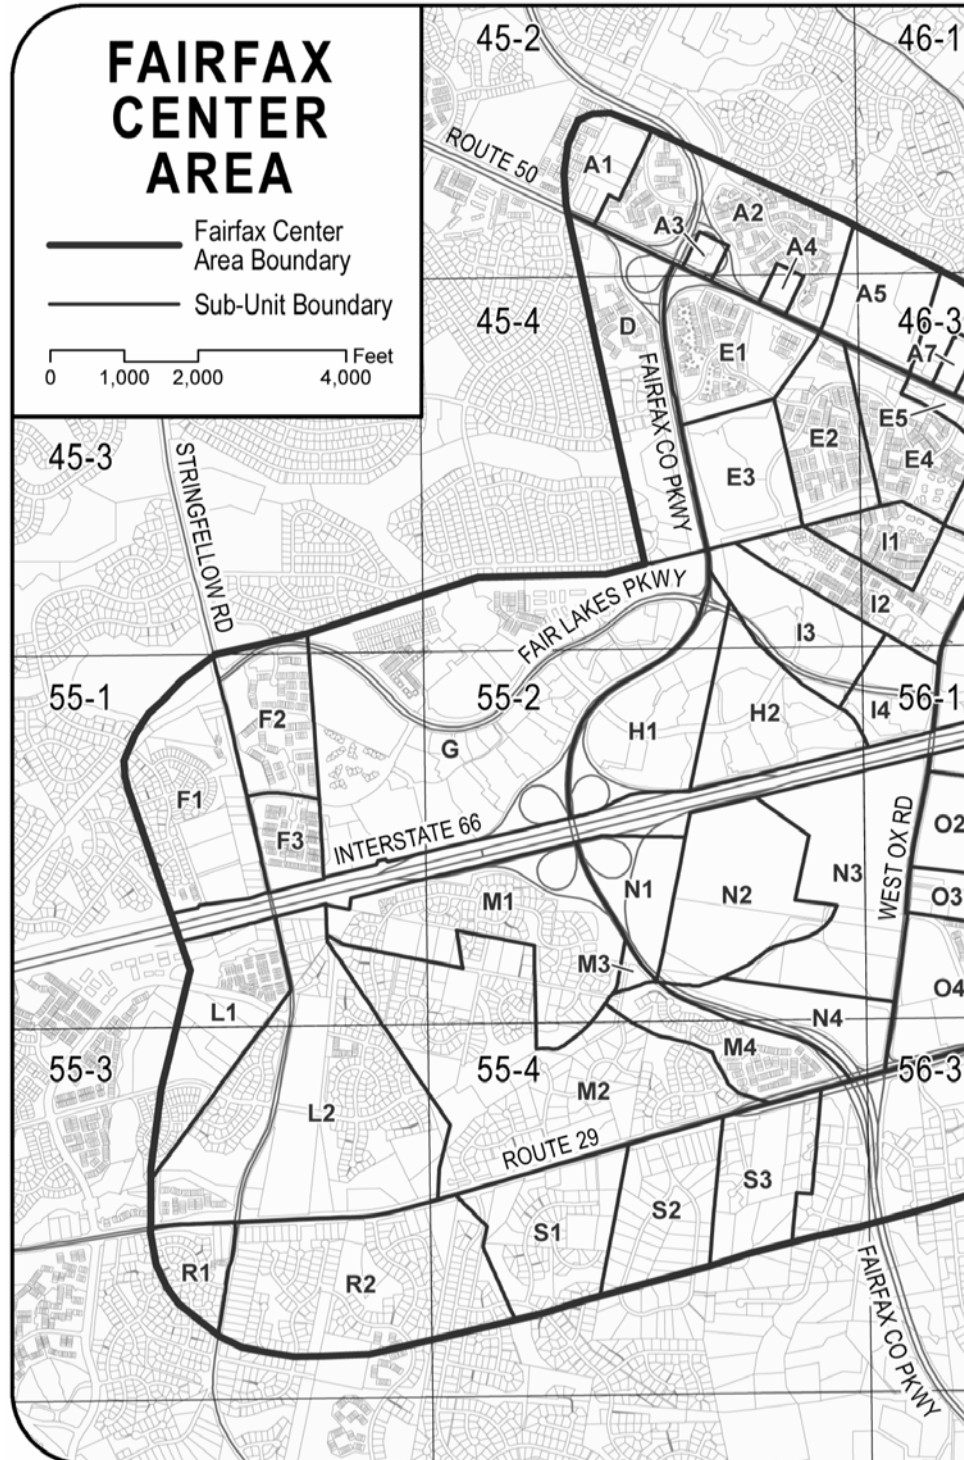 FAIRFAX
CENTER
AREA
Fairfax Center
Area Boundary
Sub-Unit Boundary
Feet
0 1,000 2,000 4,000
45-2
46-1
ROUTE 50
A1
A2
A3
A4
A5
45-4
46-3
D
E1
A7
FAIRFAX CO PKWY
E5
E2
E4
45-3
STRINGFELLOW RD
E3
I1
FAIR LAKES PKWY
I2
I3
55-1
55-2
56-1
F2
G
H1
H2
I4
F1
F3
INTERSTATE 66
WEST OX RD
O2
M1
N1
N2
N3
O3
M3
O4
L1
N4
M4
55-3
55-4
56-3
M2
L2
ROUTE 29
S3
S2
S1
R1
R2
FAIRFAX CO PKWY